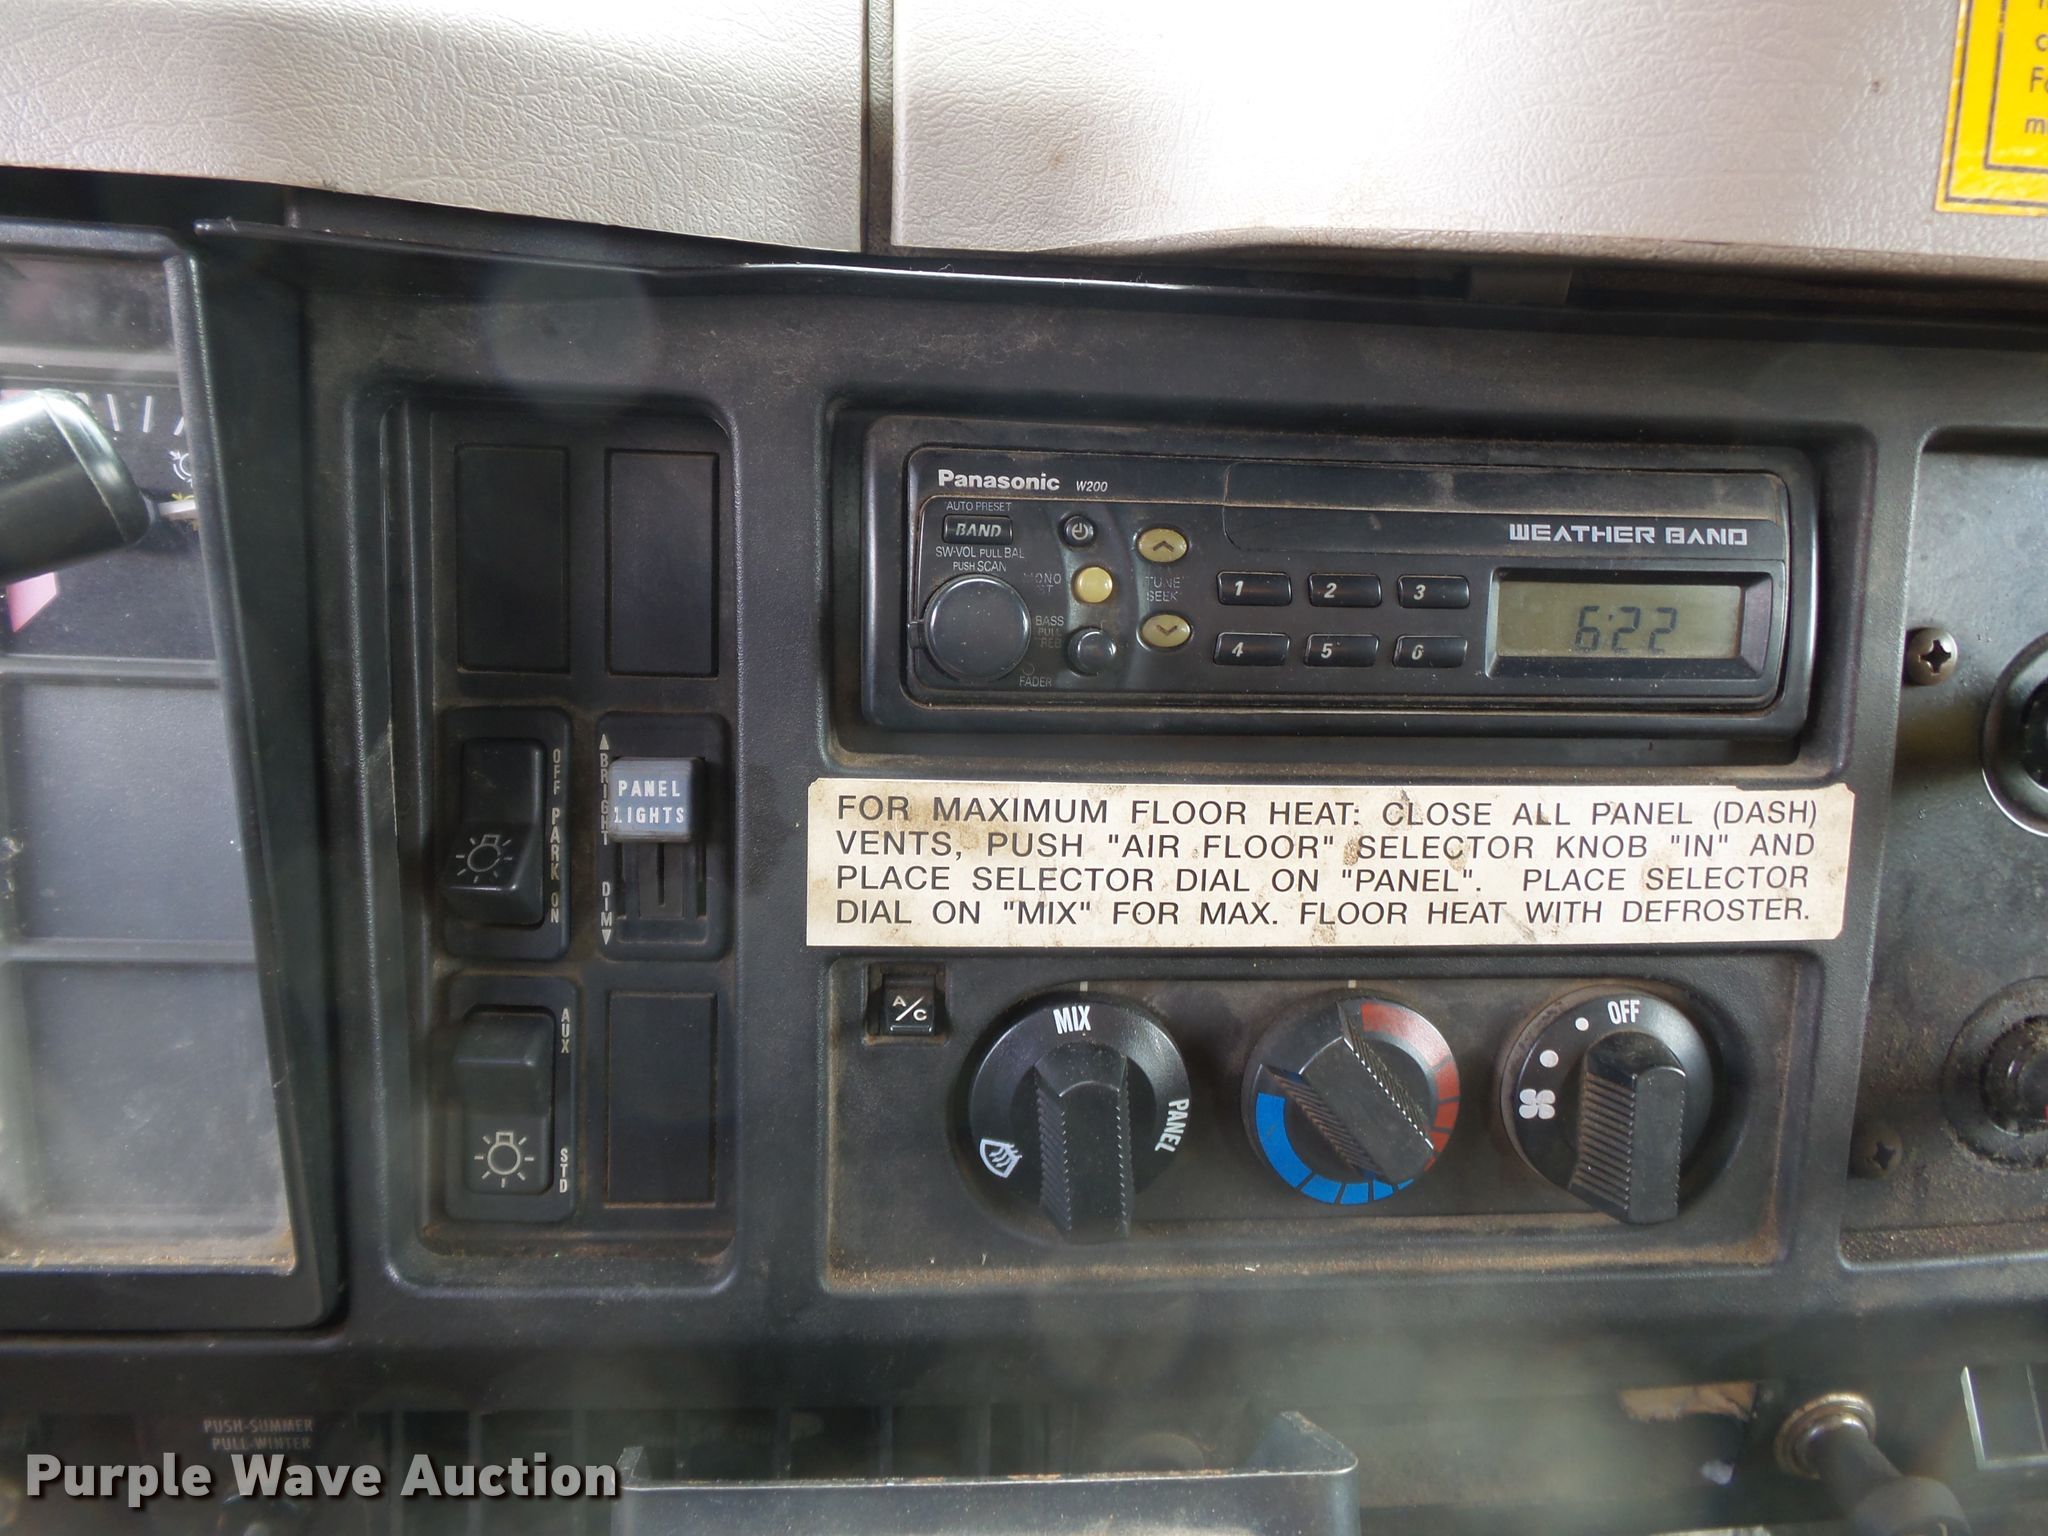 Panasonic W200
AUTO PRESET
BAND
SW-VOL PULL BAL
PUSH SCAN
MONO
ST
TUNE
SEEK
BASS
PULL
FADER
1 2 3
4 5 6
WEATHER BAND
6:22
OFF PARK ON
BRIGHT DIM
PANEL
LIGHTS
AUX
STD
FOR MAXIMUM FLOOR HEAT: CLOSE ALL PANEL (DASH)
VENTS, PUSH "AIR FLOOR" SELECTOR KNOB "IN" AND
PLACE SELECTOR DIAL ON "PANEL". PLACE SELECTOR
DIAL ON "MIX" FOR MAX. FLOOR HEAT WITH DEFROSTER.
A/C
MIX
PANEL
OFF
PUSH-SUMMER
PULL-WINTER
Purple Wave Auction